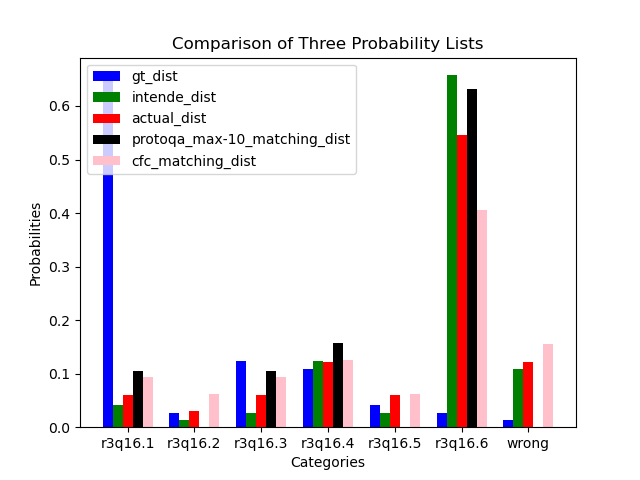 Comparison of Three Probability Lists
gt_dist
intende_dist
actual_dist
protoqa_max-10_matching_dist
cfc_matching_dist
Probabilities
0.6
0.5
0.4
0.3
0.2
0.1
0.0
r3q16.1 r3q16.2 r3q16.3 r3q16.4 r3q16.5 r3q16.6 wrong
Categories